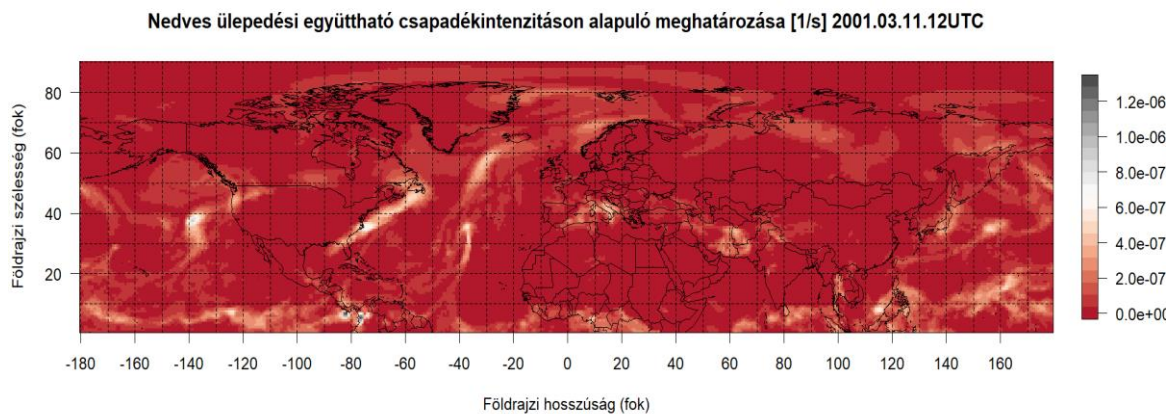 Nedves ülepedési együttható csapadékintenzitáson alapuló meghatározása [1/s] 2001.03.11.12UTC
Földrajzi szélesség (fok)
80
60
40
20
-180 -160 -140 -120 -100 -80 -60 -40 -20 0 20 40 60 80 100 120 140 160
Földrajzi hosszúság (fok)
1.2e-06
1.0e-06
8.0e-07
6.0e-07
4.0e-07
2.0e-07
0.0e+00